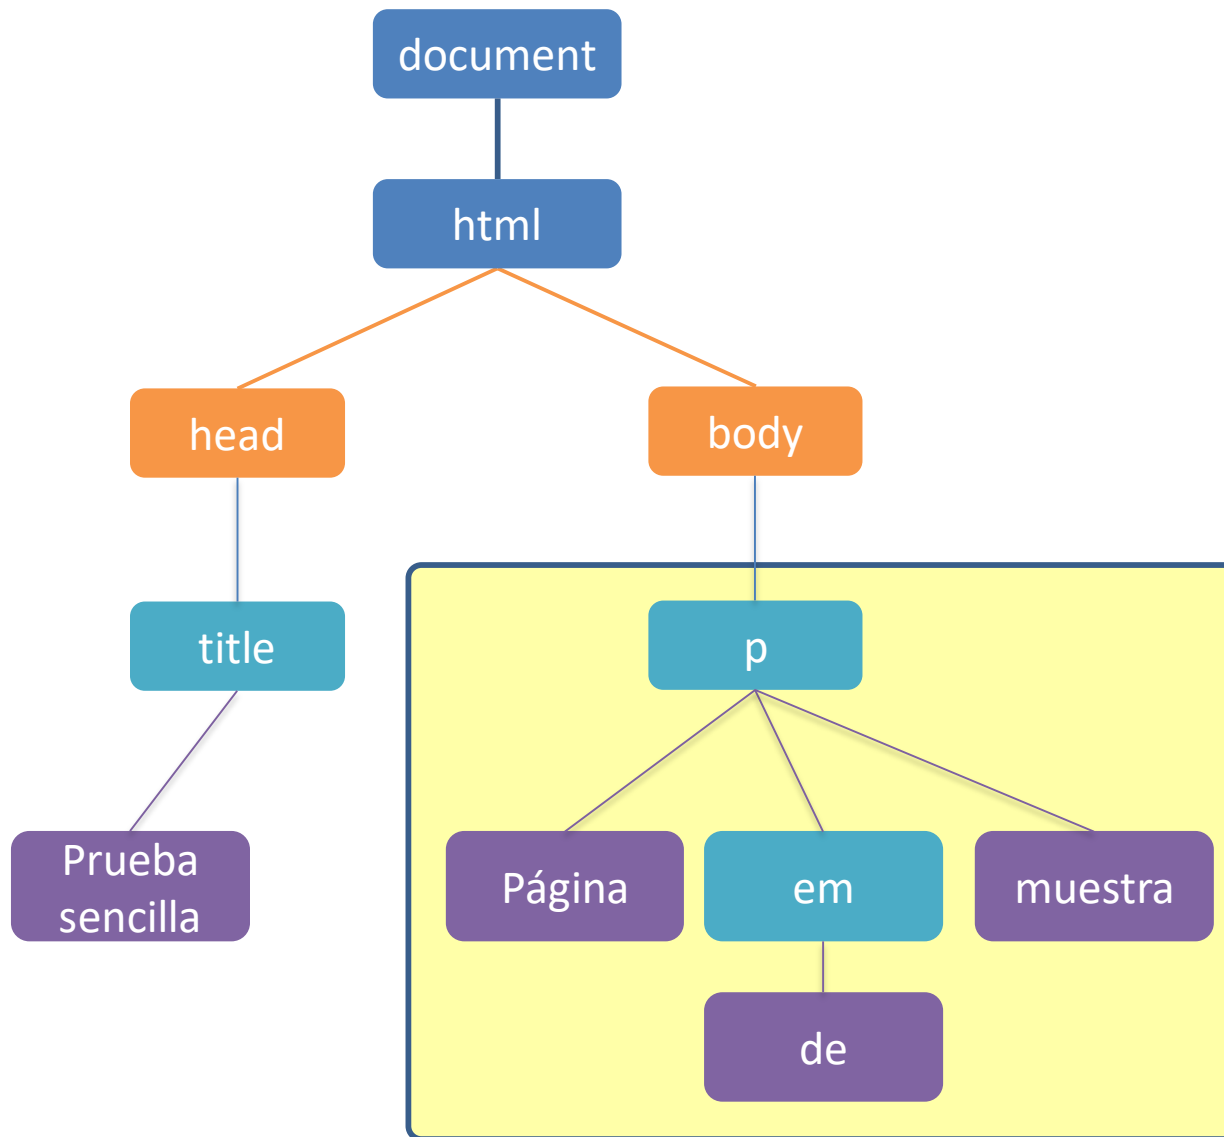 document
html
head
body
title
p
Prueba
sencilla
Página
em
muestra
de